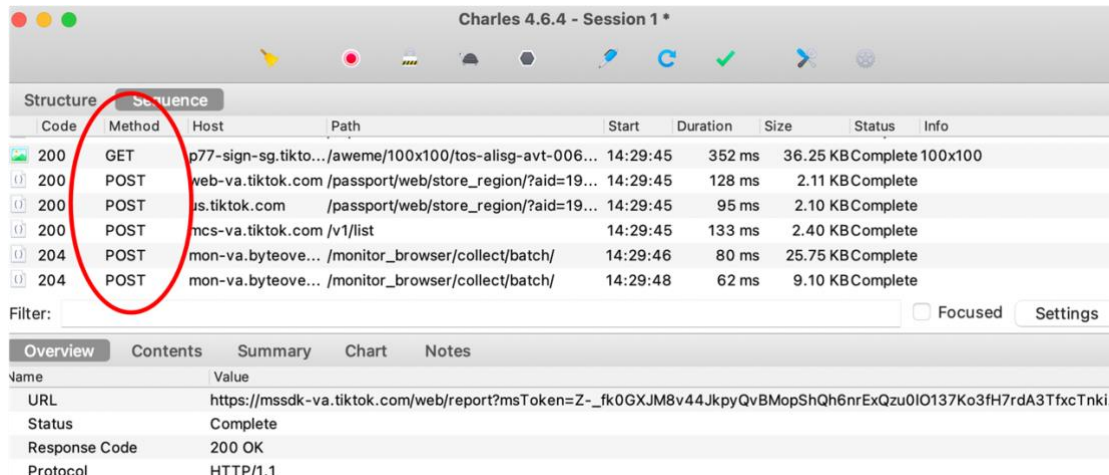 Charles 4.6.4 - Session 1 *
Structure Sequence
Code Method Host Path Start Duration Size Status Info
200 GET p77-sign-sg.tikto... /aweme/100x100/tos-alisg-avt-006... 14:29:45 352 ms 36.25 KB Complete 100x100
200 POST web-va.tiktok.com /passport/web/store_region/?aid=19... 14:29:45 128 ms 2.11 KB Complete
200 POST us.tiktok.com /passport/web/store_region/?aid=19... 14:29:45 95 ms 2.10 KB Complete
200 POST mcs-va.tiktok.com /v1/list 14:29:45 133 ms 2.40 KB Complete
204 POST mon-va.byteove... /monitor_browser/collect/batch/ 14:29:46 80 ms 25.75 KB Complete
204 POST mon-va.byteove... /monitor_browser/collect/batch/ 14:29:48 62 ms 9.10 KB Complete
Filter: Focused Settings
Overview Contents Summary Chart Notes
Name Value
URL https://mssdk-va.tiktok.com/web/report?msToken=Z-_fk0GXJM8v44JkpyQvBMopShQh6nrExQzu0lO137Ko3fH7rdA3TfxcTnki
Status Complete
Response Code 200 OK
Protocol HTTP/1.1